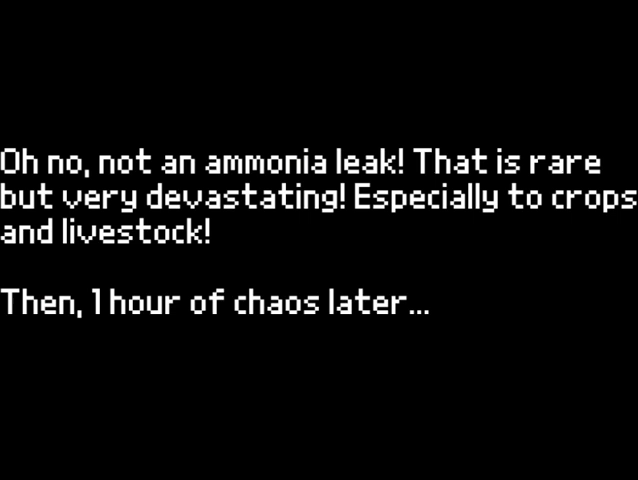 Oh no, not an ammonia leak! That is rare
but very devastating! Especially to crops
and livestock!
Then, 1 hour of chaos later...